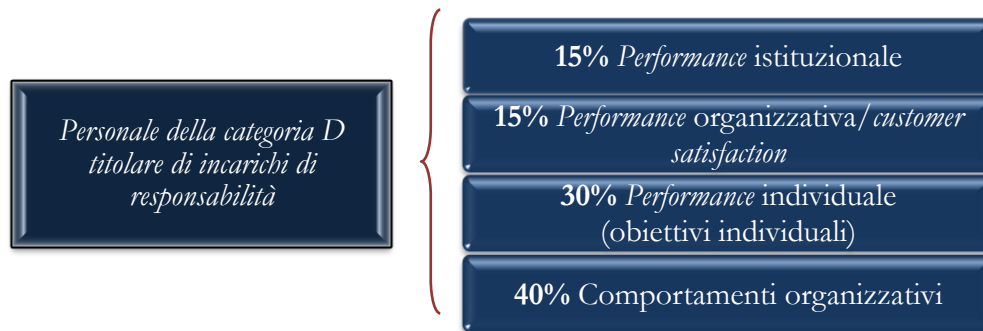 Personale della categoria D
titolare di incarichi di
responsabilità
15% Performance istituzionale
15% Performance organizzativa/customer
satisfaction
30% Performance individuale
(obiettivi individuali)
40% Comportamenti organizzativi